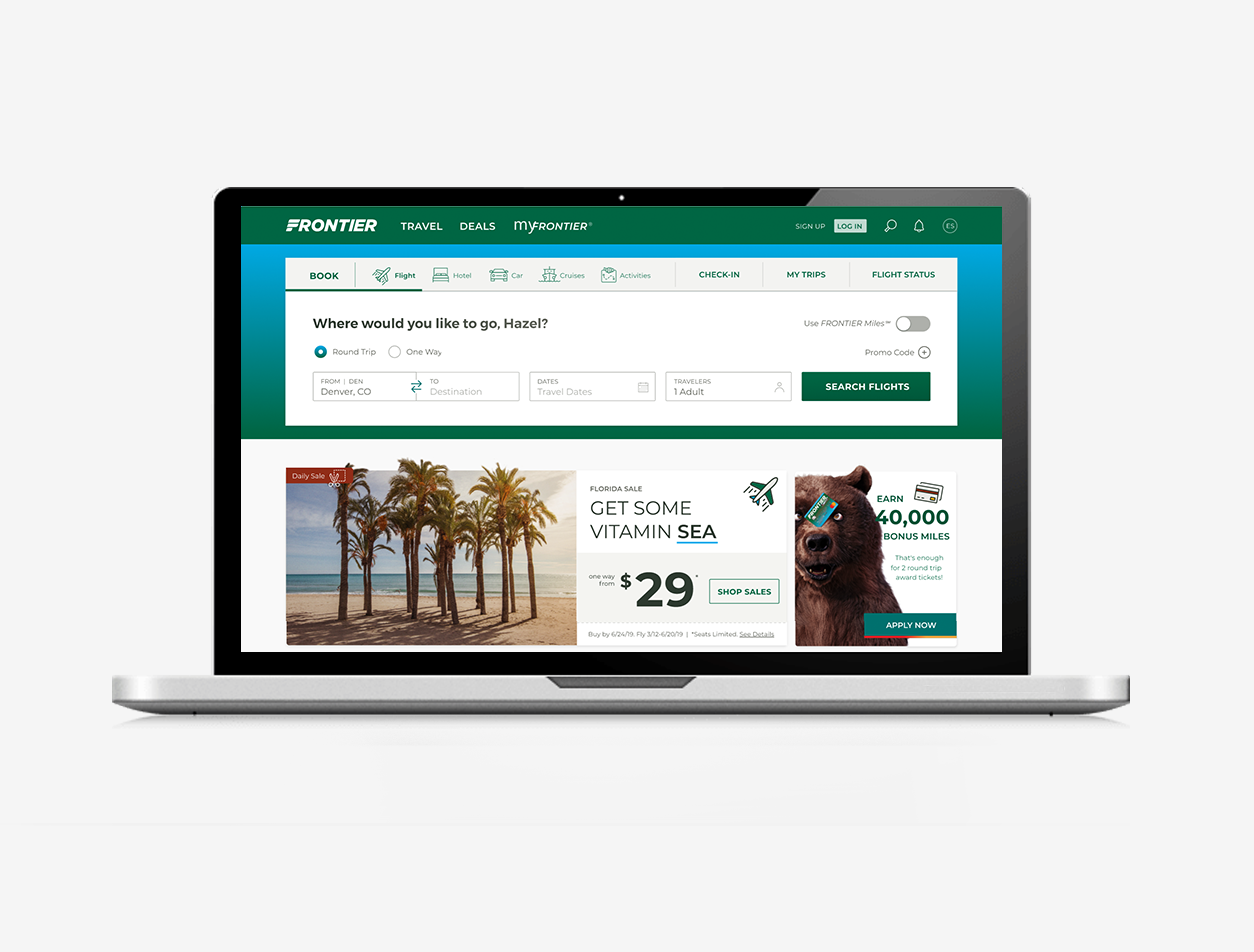 FRONTIER TRAVEL DEALS myFRONTIER® SIGN UP LOG IN ES
BOOK Flight Hotel Car Cruises Activities CHECK-IN MY TRIPS FLIGHT STATUS
Where would you like to go, Hazel? Use FRONTIER Miles℠
Round Trip One Way Promo Code
FROM | DEN TO DATES TRAVELERS
Denver, CO Destination Travel Dates 1 Adult SEARCH FLIGHTS
Daily Sale
FLORIDA SALE
GET SOME
VITAMIN SEA
one way
from
$29*
SHOP SALES
Buy by 6/24/19. Fly 3/12-6/20/19 | *Seats Limited. See Details
FRONTIER
EARN
40,000
BONUS MILES
That's enough
for 2 round trip
award tickets!
APPLY NOW